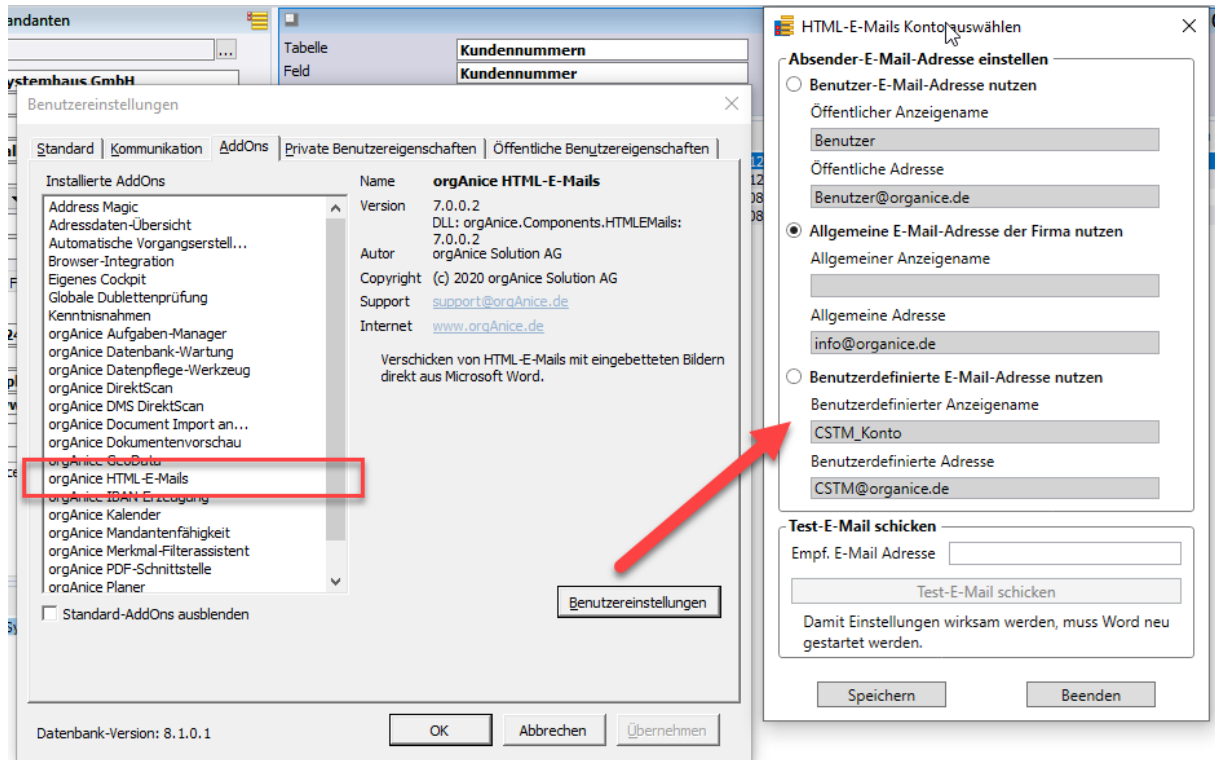 andanten
...
ystemhaus GmbH
Tabelle
Kundennummern
Feld
Kundennummer
Benutzereinstellungen
Standard
Kommunikation
AddOns
Private Benutzereigenschaften
Öffentliche Benutzereigenschaften
Installierte AddOns
Address Magic
Adressdaten-Übersicht
Automatische Vorgangserstell...
Browser-Integration
Eigenes Cockpit
Globale Dublettenprüfung
Kenntnisnahmen
orgAnice Aufgaben-Manager
orgAnice Datenbank-Wartung
orgAnice Datenpflege-Werkzeug
orgAnice DirektScan
orgAnice DMS DirektScan
orgAnice Document Import an...
orgAnice Dokumentenvorschau
orgAnice GeoData
orgAnice HTML-E-Mails
orgAnice IBAN-Erzeugung
orgAnice Kalender
orgAnice Mandantenfähigkeit
orgAnice Merkmal-Filterassistent
orgAnice PDF-Schnittstelle
orgAnice Planer
Standard-AddOns ausblenden
Name orgAnice HTML-E-Mails
Version 7.0.0.2
DLL: orgAnice.Components.HTMLEMails:
7.0.0.2
Autor orgAnice Solution AG
Copyright (c) 2020 orgAnice Solution AG
Support support@orgAnice.de
Internet www.orgAnice.de
Verschicken von HTML-E-Mails mit eingebetteten Bildern
direkt aus Microsoft Word.
Benutzereinstellungen
Datenbank-Version: 8.1.0.1
OK
Abbrechen
Übernehmen
HTML-E-Mails Konto auswählen
Absender-E-Mail-Adresse einstellen
Benutzer-E-Mail-Adresse nutzen
Öffentlicher Anzeigename
Benutzer
Öffentliche Adresse
Benutzer@organice.de
Allgemeine E-Mail-Adresse der Firma nutzen
Allgemeiner Anzeigename
Allgemeine Adresse
info@organice.de
Benutzerdefinierte E-Mail-Adresse nutzen
Benutzerdefinierter Anzeigename
CSTM_Konto
Benutzerdefinierte Adresse
CSTM@organice.de
Test-E-Mail schicken
Empf. E-Mail Adresse
Test-E-Mail schicken
Damit Einstellungen wirksam werden, muss Word neu
gestartet werden.
Speichern
Beenden